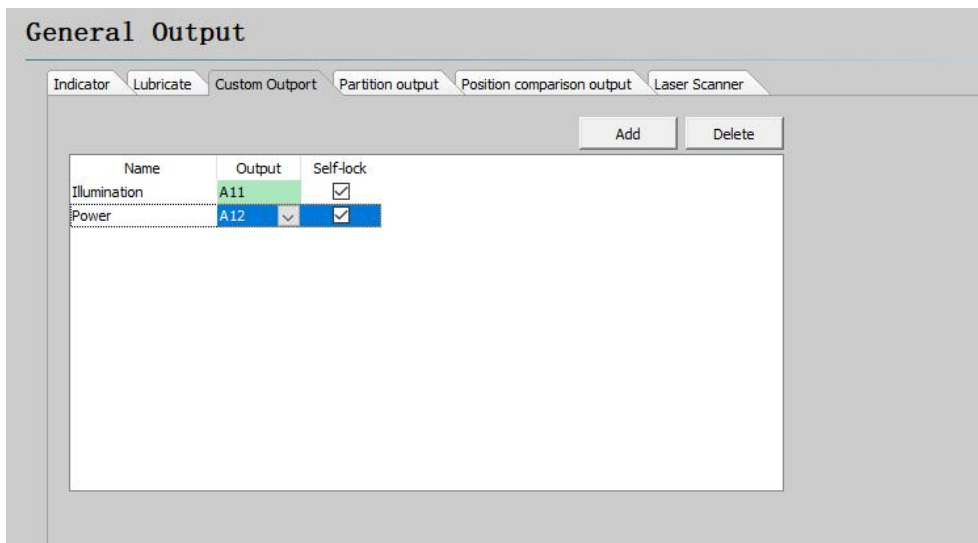 General Output
Indicator Lubricate Custom Outport Partition output Position comparison output Laser Scanner
Add Delete
Name Output Self-lock
Illumination A11
Power A12